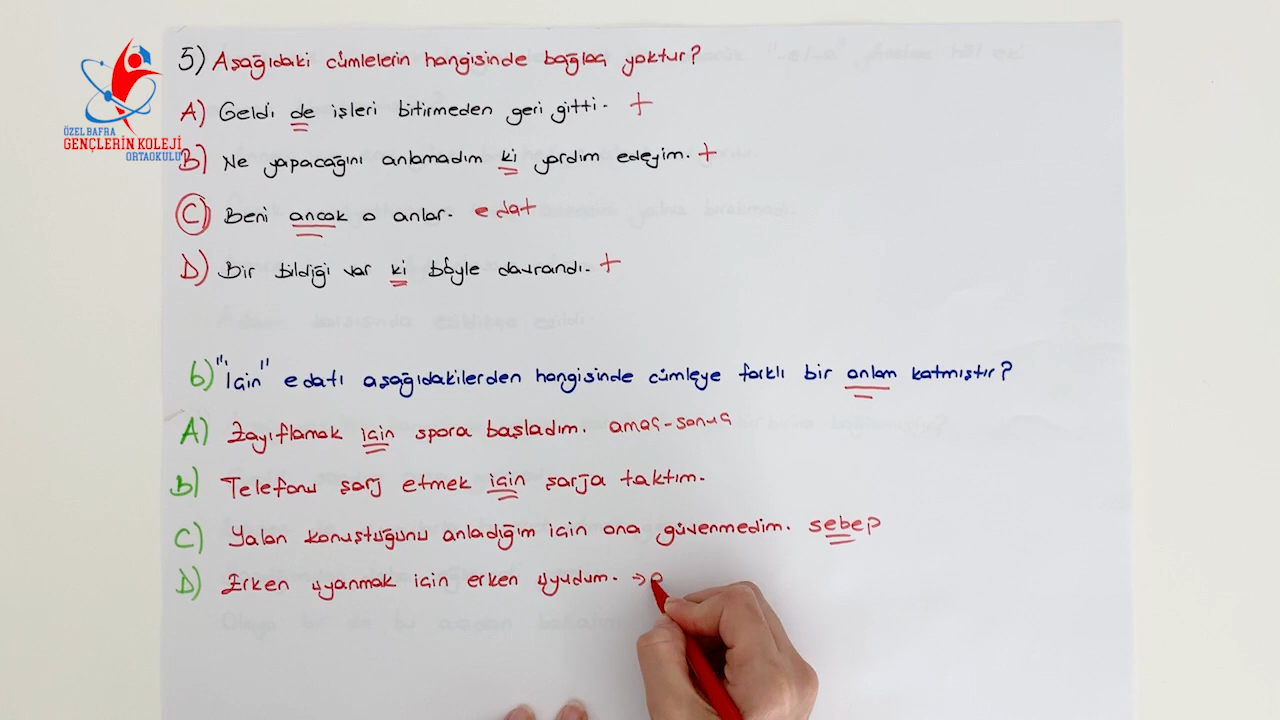 ÖZEL BAFRA
GENÇLERİN KOLEJİ
ORTAOKULU
5) Aşağıdaki cümlelerin hangisinde bağlaç yoktur?
A) Geldi de işleri bitirmeden geri gitti. +
B) Ne yapacağını anlamadım ki yardım edeyim. +
C) Beni ancak o anlar. edat
D) Bir bildiği var ki böyle davrandı. +
6) "İçin" edatı aşağıdakilerden hangisinde cümleye farklı bir anlam katmıştır?
A) Zayıflamak için spora başladım. amaç-sonuç
B) Telefonu şarj etmek için şarja taktım.
C) Yalan konuştuğunu anladığım için ona güvenmedim. sebep
D) Erken uyanmak için erken uyudum. →